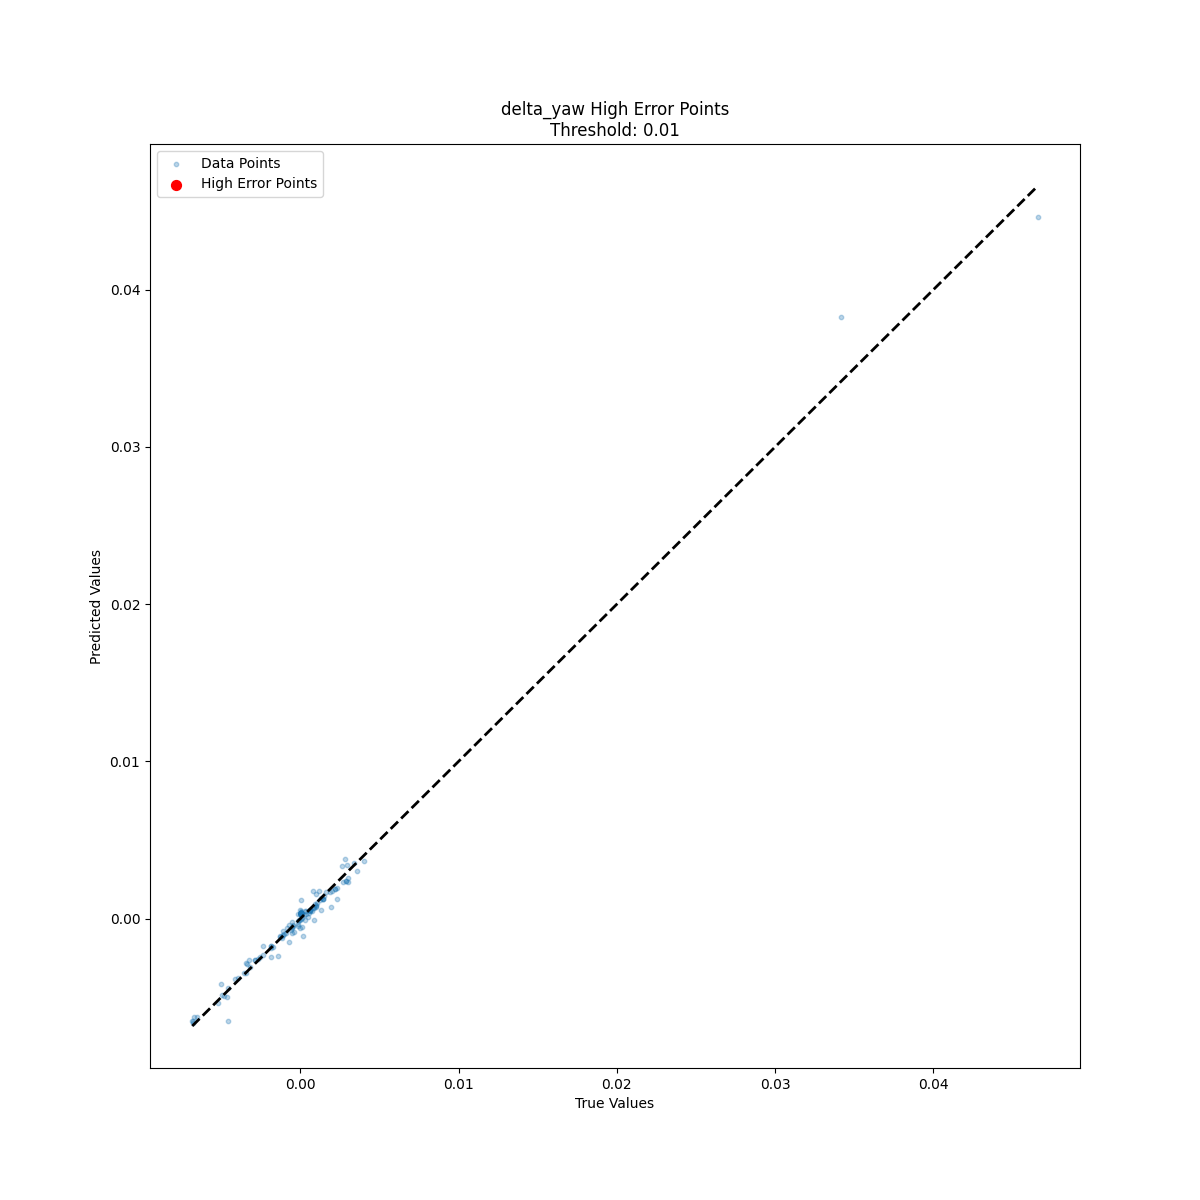 delta_yaw High Error Points
Threshold: 0.01
Data Points
High Error Points
0.04
0.03
0.02
0.01
0.00
Predicted Values
0.00 0.01 0.02 0.03 0.04
True Values